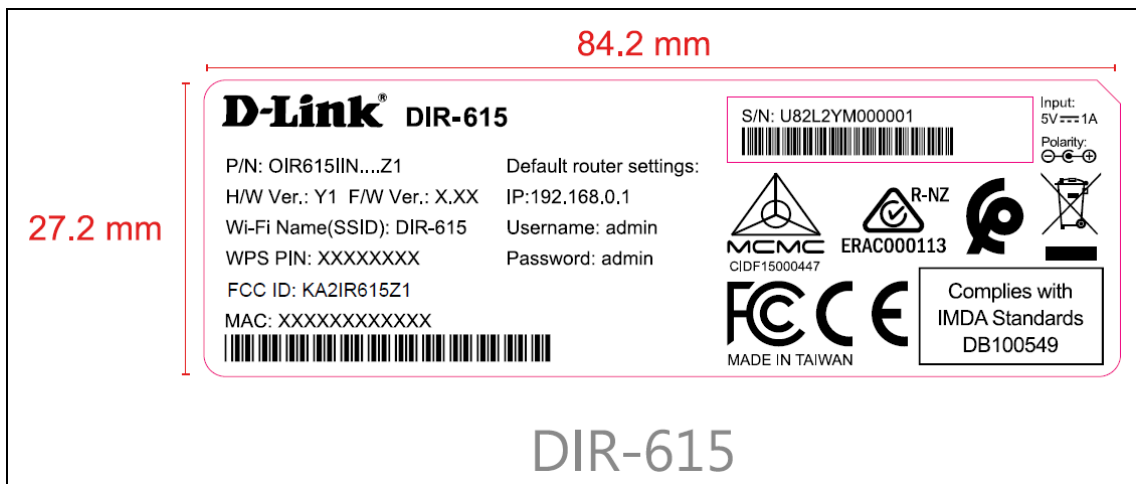 84.2 mm
27.2 mm
D-Link® DIR-615
P/N: OIR615IIN....Z1
H/W Ver.: Y1 F/W Ver.: X.XX
Wi-Fi Name(SSID): DIR-615
WPS PIN: XXXXXXXX
FCC ID: KA2IR615Z1
MAC: XXXXXXXXXXXX
Default router settings:
IP:192.168.0.1
Username: admin
Password: admin
S/N: U82L2YM000001
Input:
5V⎓1A
Polarity:
MCMC
CIDF15000447
R-NZ
ERAC000113
FC CE
MADE IN TAIWAN
Complies with
IMDA Standards
DB100549
DIR-615